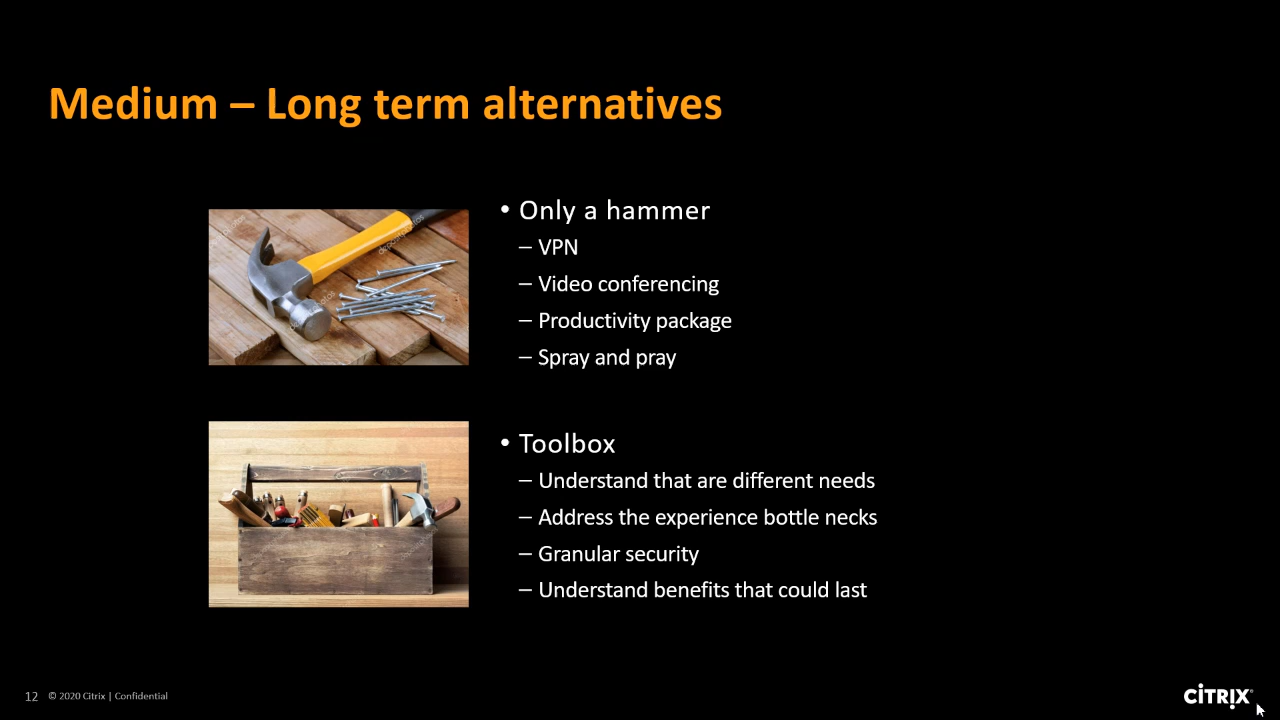 Medium – Long term alternatives
• Only a hammer
– VPN
– Video conferencing
– Productivity package
– Spray and pray
• Toolbox
– Understand that are different needs
– Address the experience bottle necks
– Granular security
– Understand benefits that could last
12 © 2020 Citrix | Confidential
CITRIX